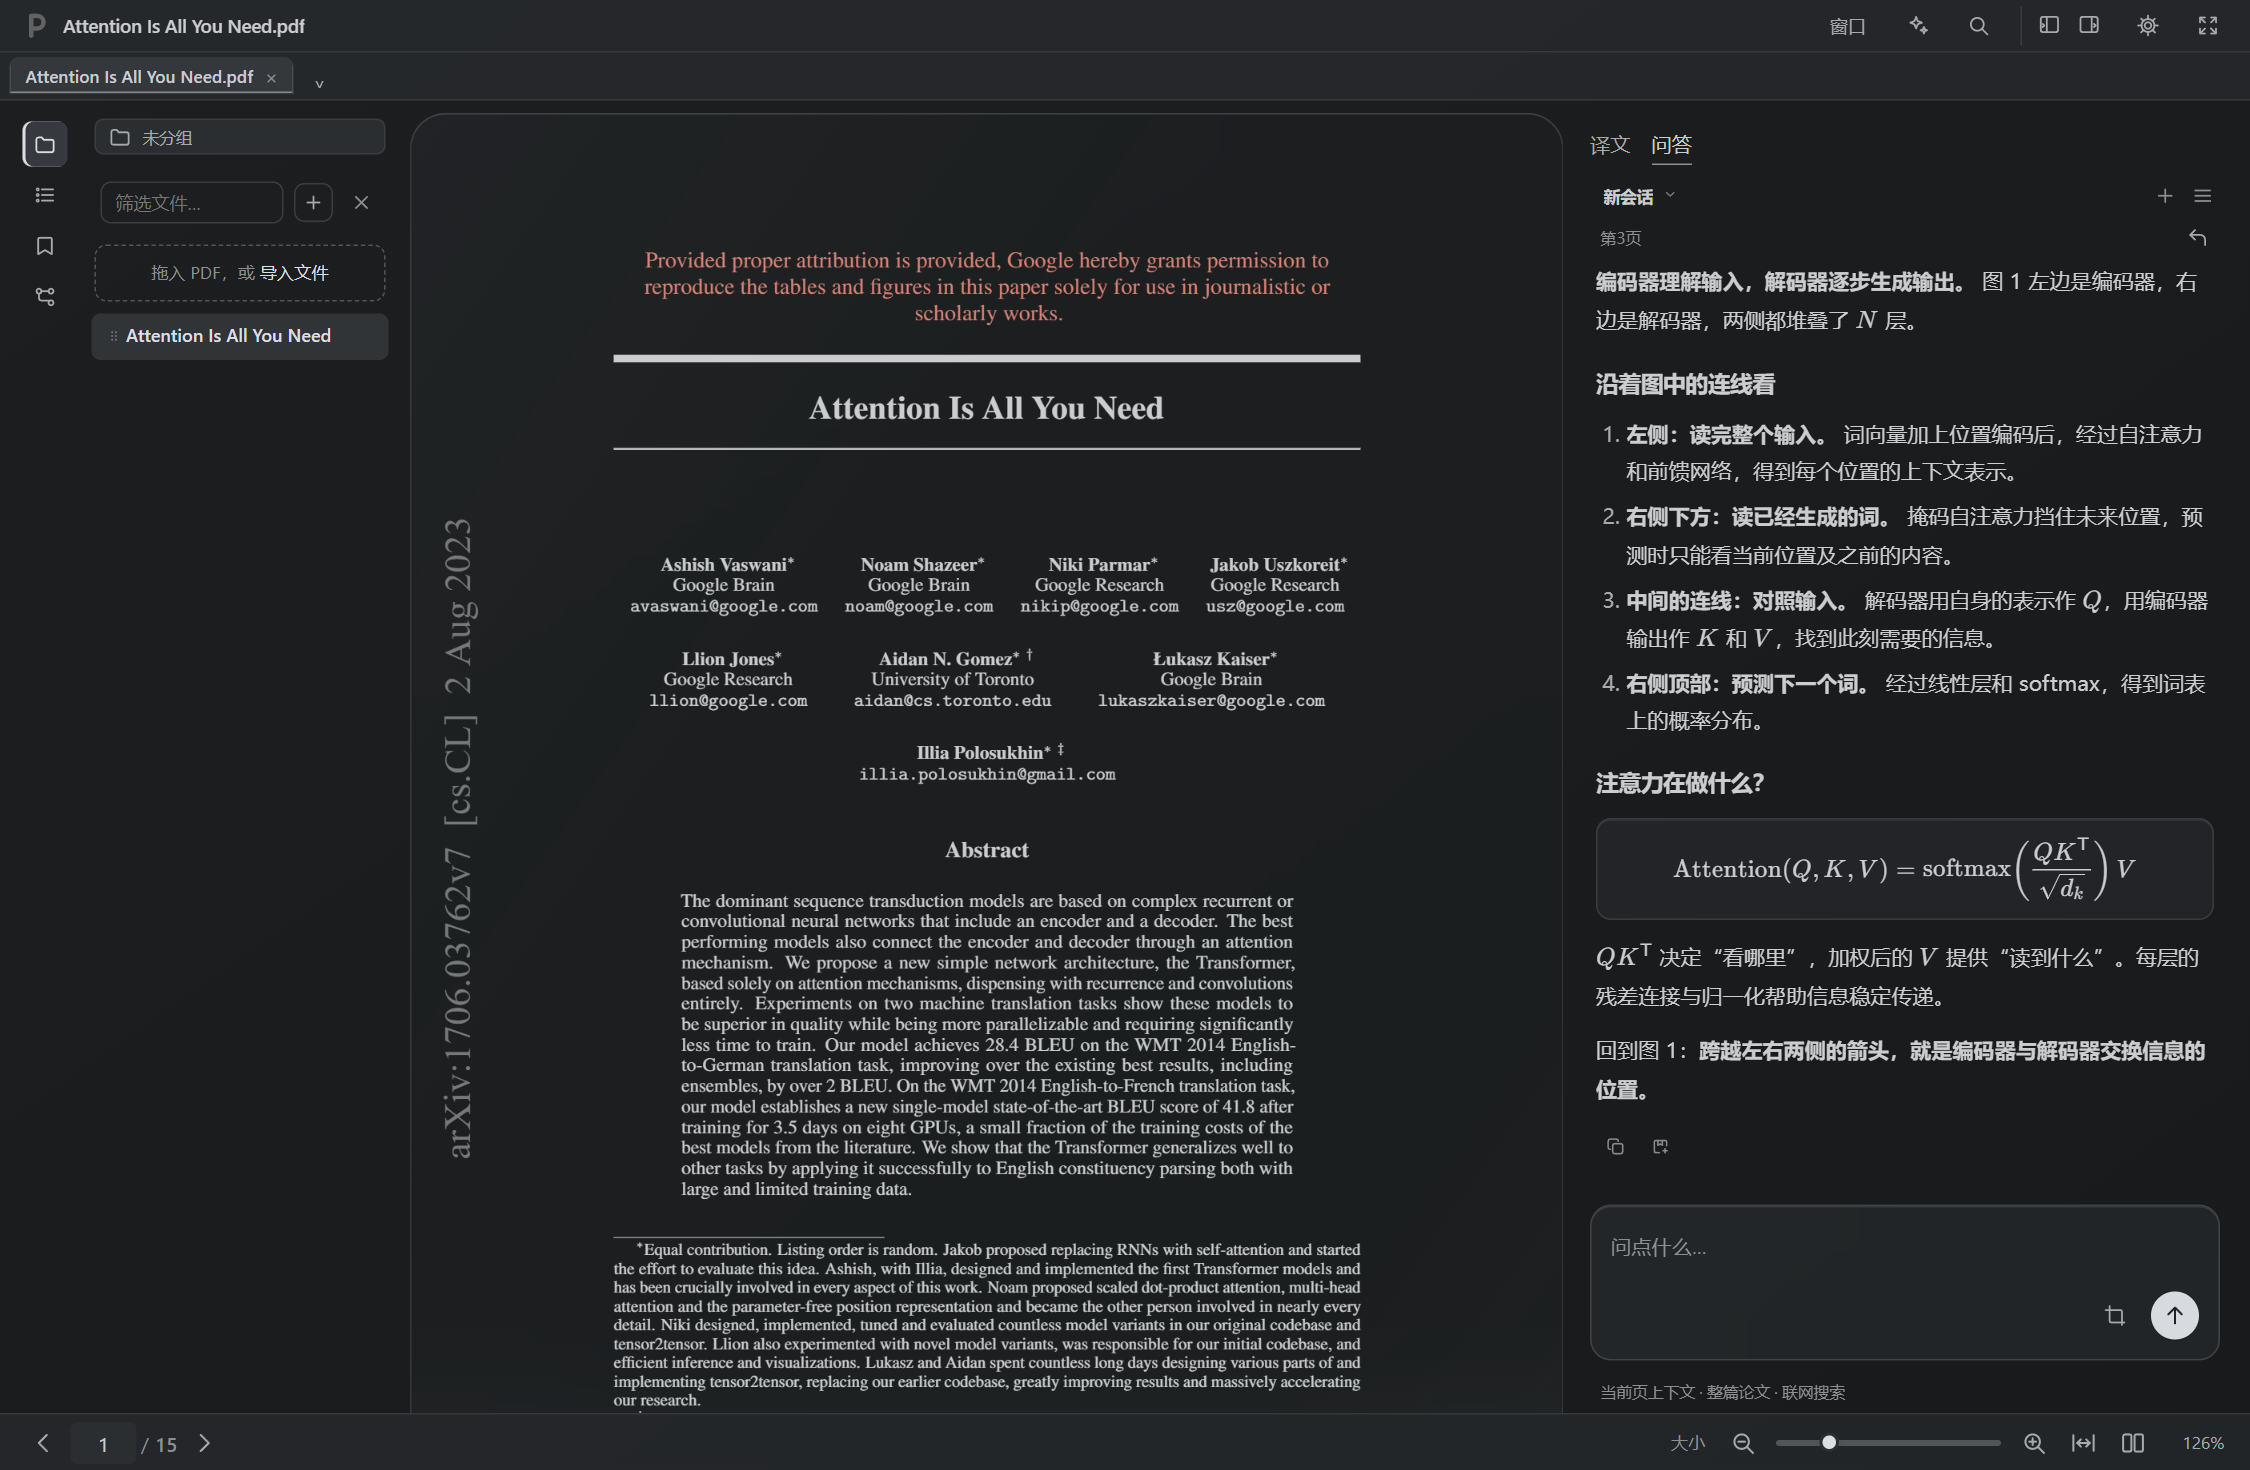 Attention Is All You Need.pdf
窗口
Attention Is All You Need.pdf
未分组
筛选文件...
拖入 PDF，或 导入文件
Attention Is All You Need
arXiv:1706.03762v7 [cs.CL] 2 Aug 2023
Provided proper attribution is provided, Google hereby grants permission to
reproduce the tables and figures in this paper solely for use in journalistic or
scholarly works.
Attention Is All You Need
Ashish Vaswani* Noam Shazeer* Niki Parmar* Jakob Uszkoreit*
Google Brain Google Brain Google Research Google Research
avaswani@google.com noam@google.com nikip@google.com usz@google.com
Llion Jones* Aidan N. Gomez* † Łukasz Kaiser*
Google Research University of Toronto Google Brain
llion@google.com aidan@cs.toronto.edu lukaszkaiser@google.com
Illia Polosukhin* ‡
illia.polosukhin@gmail.com
Abstract
The dominant sequence transduction models are based on complex recurrent or
convolutional neural networks that include an encoder and a decoder. The best
performing models also connect the encoder and decoder through an attention
mechanism. We propose a new simple network architecture, the Transformer,
based solely on attention mechanisms, dispensing with recurrence and convolutions
entirely. Experiments on two machine translation tasks show these models to
be superior in quality while being more parallelizable and requiring significantly
less time to train. Our model achieves 28.4 BLEU on the WMT 2014 English-
to-German translation task, improving over the existing best results, including
ensembles, by over 2 BLEU. On the WMT 2014 English-to-French translation task,
our model establishes a new single-model state-of-the-art BLEU score of 41.8 after
training for 3.5 days on eight GPUs, a small fraction of the training costs of the
best models from the literature. We show that the Transformer generalizes well to
other tasks by applying it successfully to English constituency parsing both with
large and limited training data.
*Equal contribution. Listing order is random. Jakob proposed replacing RNNs with self-attention and started
the effort to evaluate this idea. Ashish, with Illia, designed and implemented the first Transformer models and
has been crucially involved in every aspect of this work. Noam proposed scaled dot-product attention, multi-head
attention and the parameter-free position representation and became the other person involved in nearly every
detail. Niki designed, implemented, tuned and evaluated countless model variants in our original codebase and
tensor2tensor. Llion also experimented with novel model variants, was responsible for our initial codebase, and
efficient inference and visualizations. Lukasz and Aidan spent countless long days designing various parts of and
implementing tensor2tensor, replacing our earlier codebase, greatly improving results and massively accelerating
our research.
译文 问答
新会话
第3页
编码器理解输入，解码器逐步生成输出。 图 1 左边是编码器，右
边是解码器，两侧都堆叠了 N 层。
沿着图中的连线看
1. 左侧：读完整个输入。 词向量加上位置编码后，经过自注意力
和前馈网络，得到每个位置的上下文表示。
2. 右侧下方：读已经生成的词。 掩码自注意力挡住未来位置，预
测时只能看当前位置及之前的内容。
3. 中间的连线：对照输入。 解码器用自身的表示作 Q，用编码器
输出作 K 和 V，找到此刻需要的信息。
4. 右侧顶部：预测下一个词。 经过线性层和 softmax，得到词表
上的概率分布。
注意力在做什么？
Attention(Q, K, V) = softmax(QK⊤/√d_k) V
QK⊤ 决定“看哪里”，加权后的 V 提供“读到什么”。每层的
残差连接与归一化帮助信息稳定传递。
回到图 1：跨越左右两侧的箭头，就是编码器与解码器交换信息的
位置。
问点什么...
当前页上下文 · 整篇论文 · 联网搜索
1 / 15
大小
126%